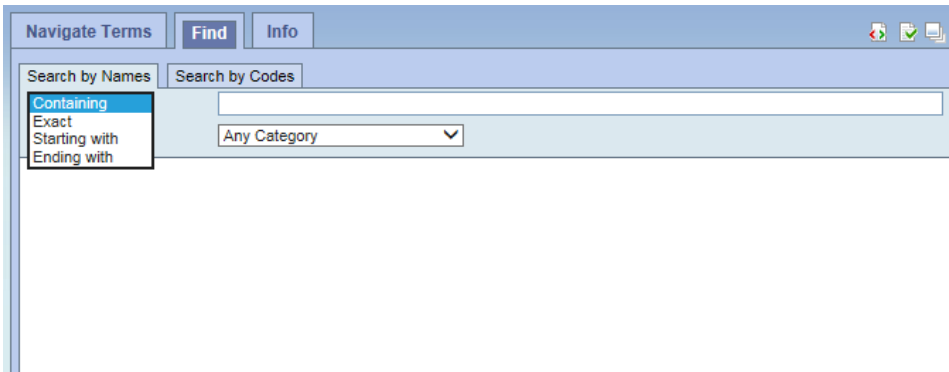 Navigate Terms Find Info
Search by Names Search by Codes
Containing
Exact
Starting with Any Category
Ending with